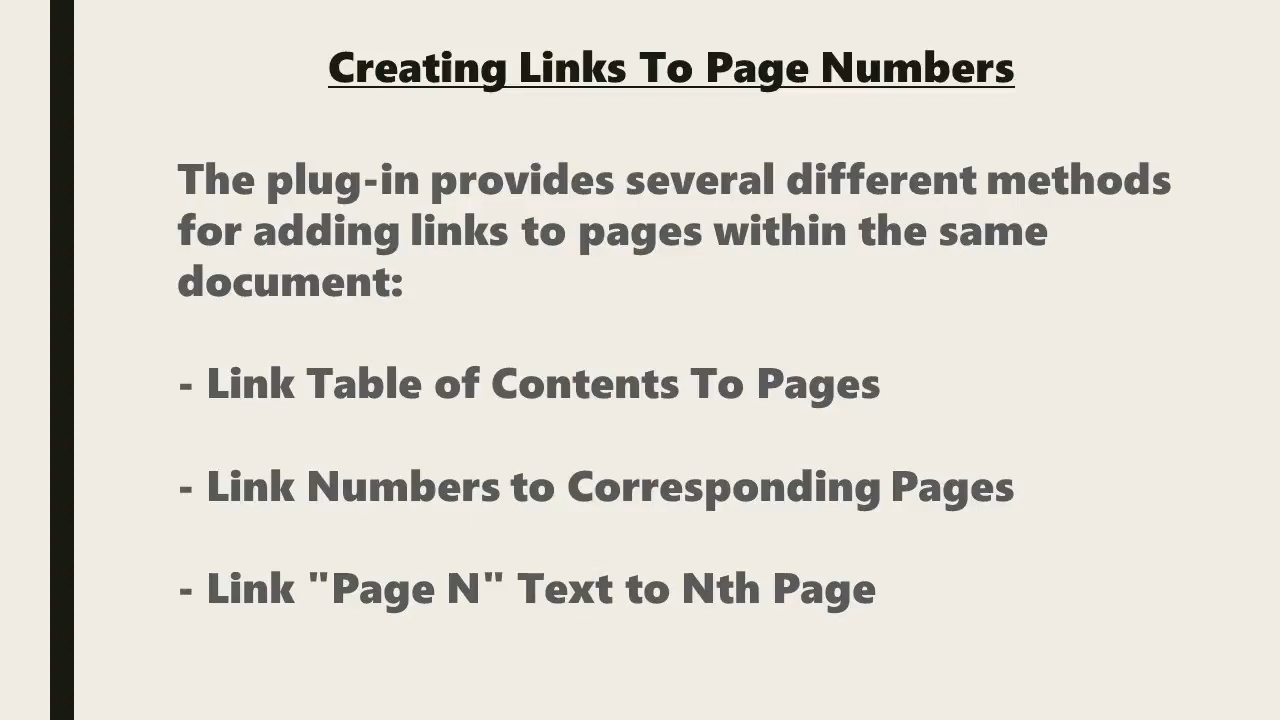 Creating Links To Page Numbers
The plug-in provides several different methods
for adding links to pages within the same
document:
- Link Table of Contents To Pages
- Link Numbers to Corresponding Pages
- Link "Page N" Text to Nth Page